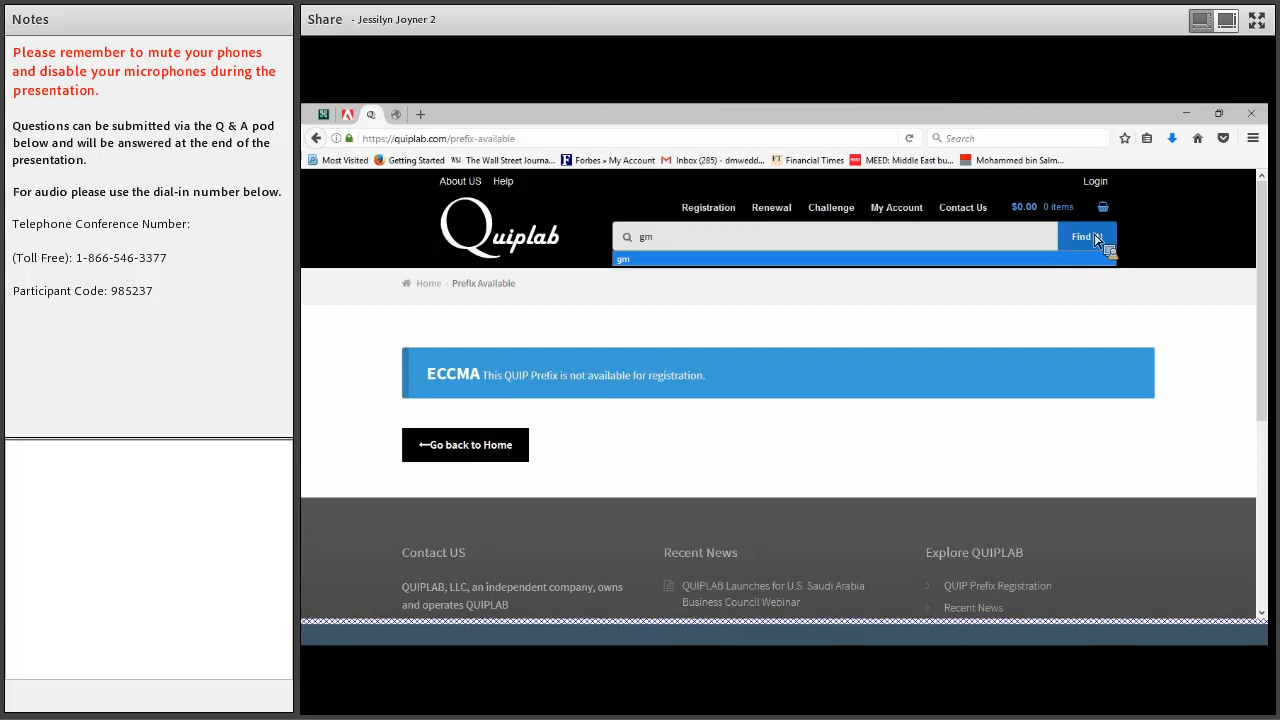 Notes
Please remember to mute your phones
and disable your microphones during the
presentation.
Questions can be submitted via the Q & A pod
below and will be answered at the end of the
presentation.
For audio please use the dial-in number below.
Telephone Conference Number:
(Toll Free): 1-866-546-3377
Participant Code: 985237
Share - Jessilyn Joyner 2
https://quiplab.com/prefix-available
Search
Most Visited Getting Started The Wall Street Journa... Forbes » My Account Inbox (285) - dmwedd... Financial Times MEED: Middle East bu... Mohammed bin Salm...
About US Help Login
Quiplab
Registration Renewal Challenge My Account Contact Us $0.00 0 items
gm Find
gm
Home Prefix Available
ECCMA This QUIP Prefix is not available for registration.
Go back to Home
Contact US
QUIPLAB, LLC, an independent company, owns
and operates QUIPLAB
Recent News
QUIPLAB Launches for U.S. Saudi Arabia
Business Council Webinar
Explore QUIPLAB
QUIP Prefix Registration
Recent News